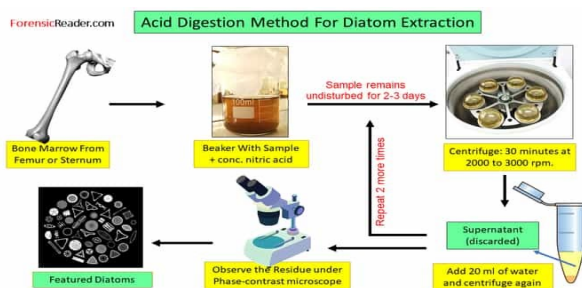 ForensicReader.com
Acid Digestion Method For Diatom Extraction
Bone Marrow From
Femur or Sternum
100ml
Beaker With Sample
+ conc. nitric acid
Sample remains
undisturbed for 2-3 days
Centrifuge: 30 minutes at
2000 to 3000 rpm.
Repeat 2 more times
Supernatant
(discarded)
Add 20 ml of water
and centrifuge again
Observe the Residue under
Phase-contrast microscope
Featured Diatoms